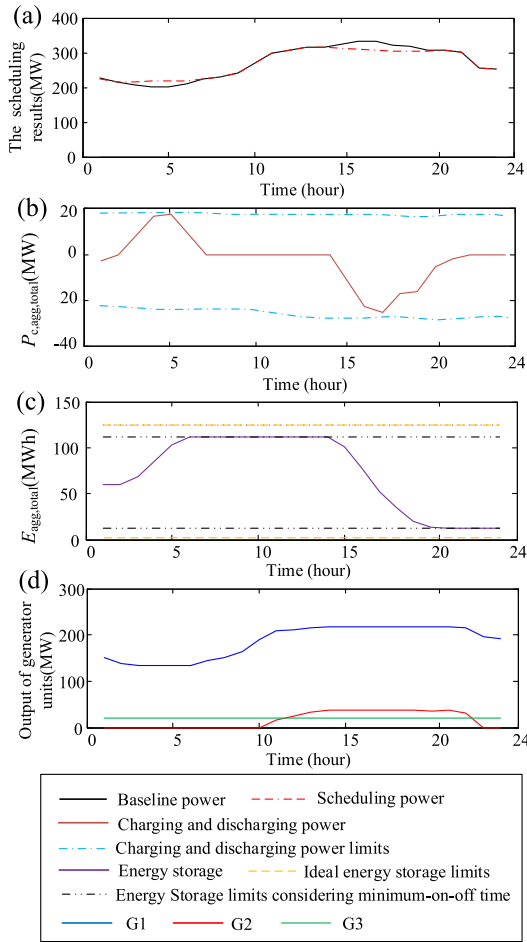 (a)
The scheduling
results(MW)
400
300
200
100
0
0 5 10 15 20 24
Time (hour)
(b)
P c,agg,total(MW)
20
0
20
-40
0 5 10 15 20 24
Time (hour)
(c)
E agg,total(MWh)
150
100
50
0
0 5 10 15 20 24
Time (hour)
(d)
Output of generator
units(MW)
300
200
100
0
0 5 10 15 20 24
Time (hour)
Baseline power Scheduling power
Charging and discharging power
Charging and discharging power limits
Energy storage Ideal energy storage limits
Energy Storage limits considering minimum-on-off time
G1 G2 G3